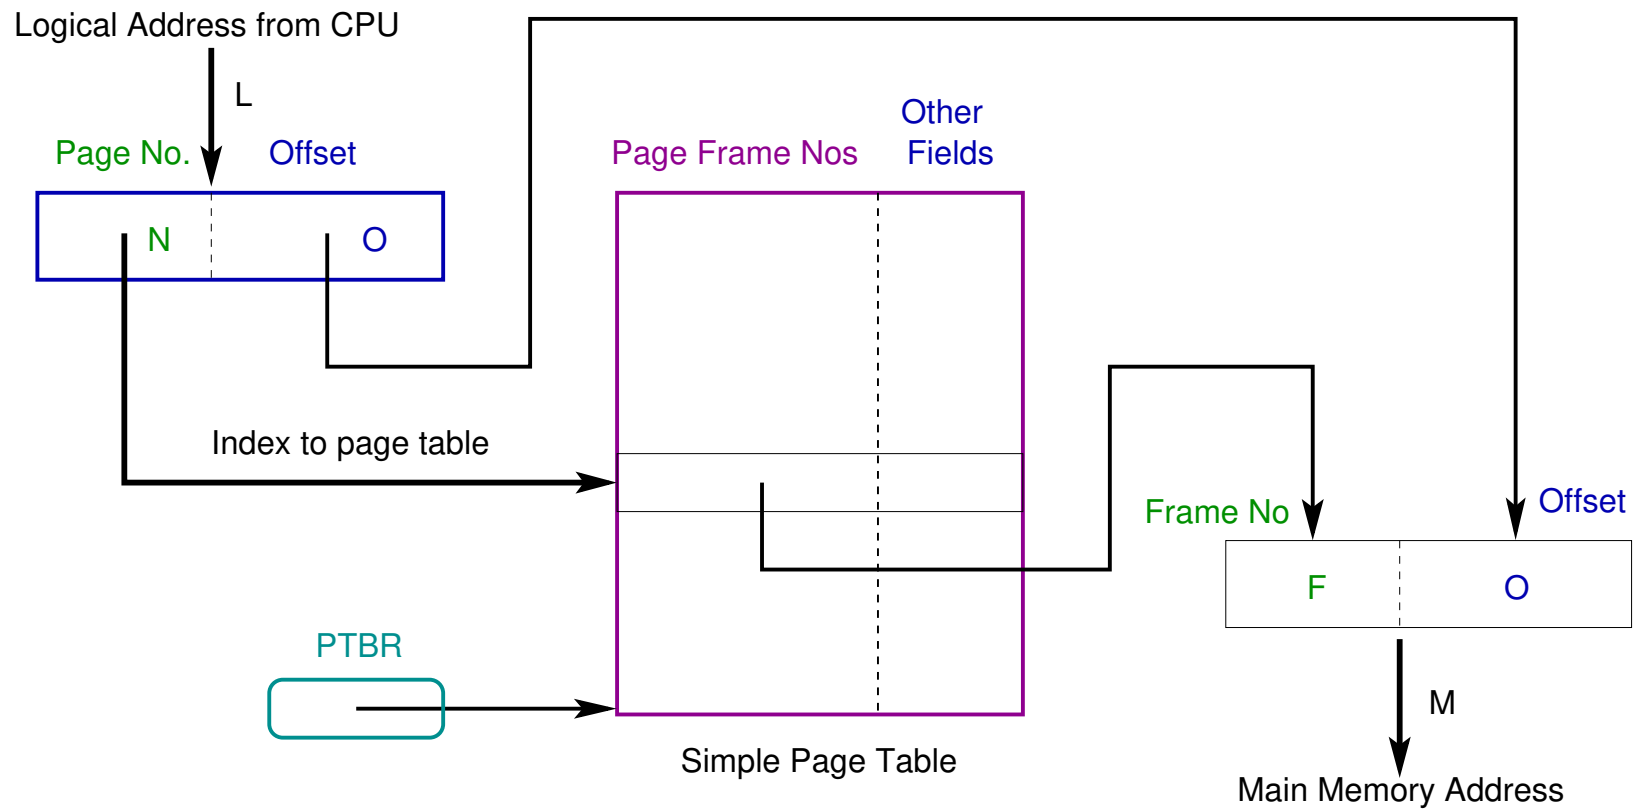 Logical Address from CPU
L
Page No.
Offset
N
O
Other
Page Frame Nos
Fields
Index to page table
Frame No
Offset
F
O
PTBR
M
Simple Page Table
Main Memory Address